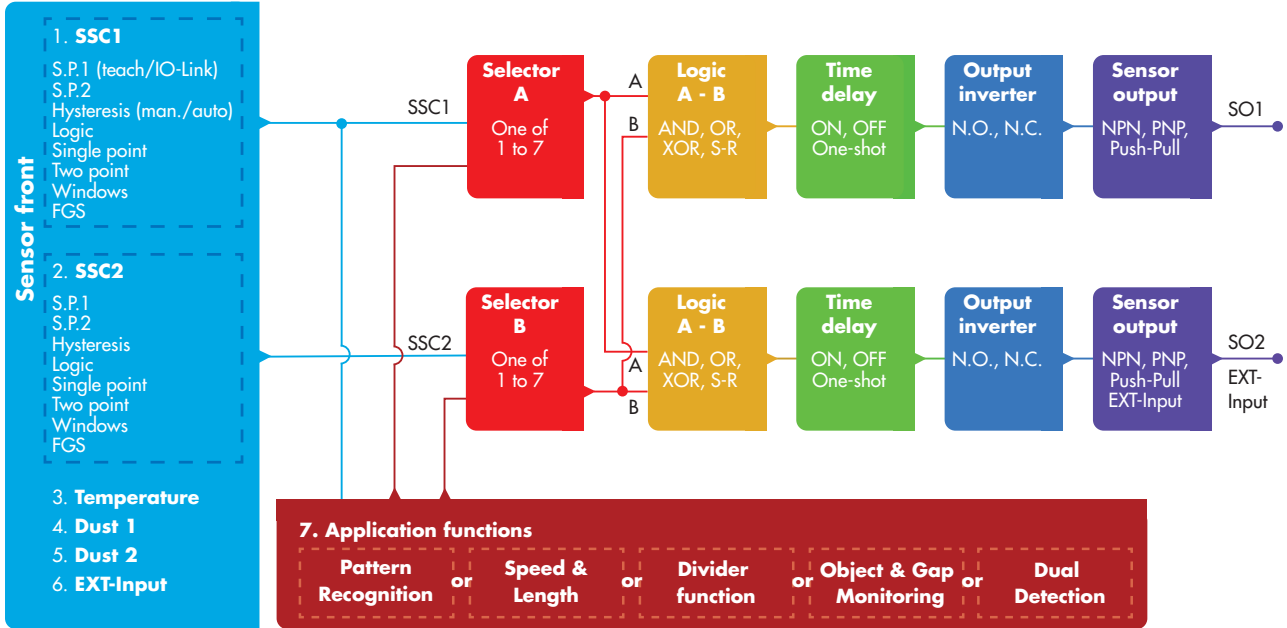 Sensor front
1. SSC1
S.P.1 (teach/IO-Link)
S.P.2
Hysteresis (man./auto)
Logic
Single point
Two point
Windows
FGS
2. SSC2
S.P.1
S.P.2
Hysteresis
Logic
Single point
Two point
Windows
FGS
3. Temperature
4. Dust 1
5. Dust 2
6. EXT-Input
SSC1
Selector
A
One of
1 to 7
A
B
Logic
A - B
AND, OR,
XOR, S-R
Time
delay
ON, OFF
One-shot
Output
inverter
N.O., N.C.
Sensor
output
NPN, PNP,
Push-Pull
SO1
SSC2
Selector
B
One of
1 to 7
A
B
Logic
A - B
AND, OR,
XOR, S-R
Time
delay
ON, OFF
One-shot
Output
inverter
N.O., N.C.
Sensor
output
NPN, PNP,
Push-Pull
EXT-Input
SO2
EXT-
Input
7. Application functions
Pattern
Recognition
or
Speed &
Length
or
Divider
function
or
Object & Gap
Monitoring
or
Dual
Detection